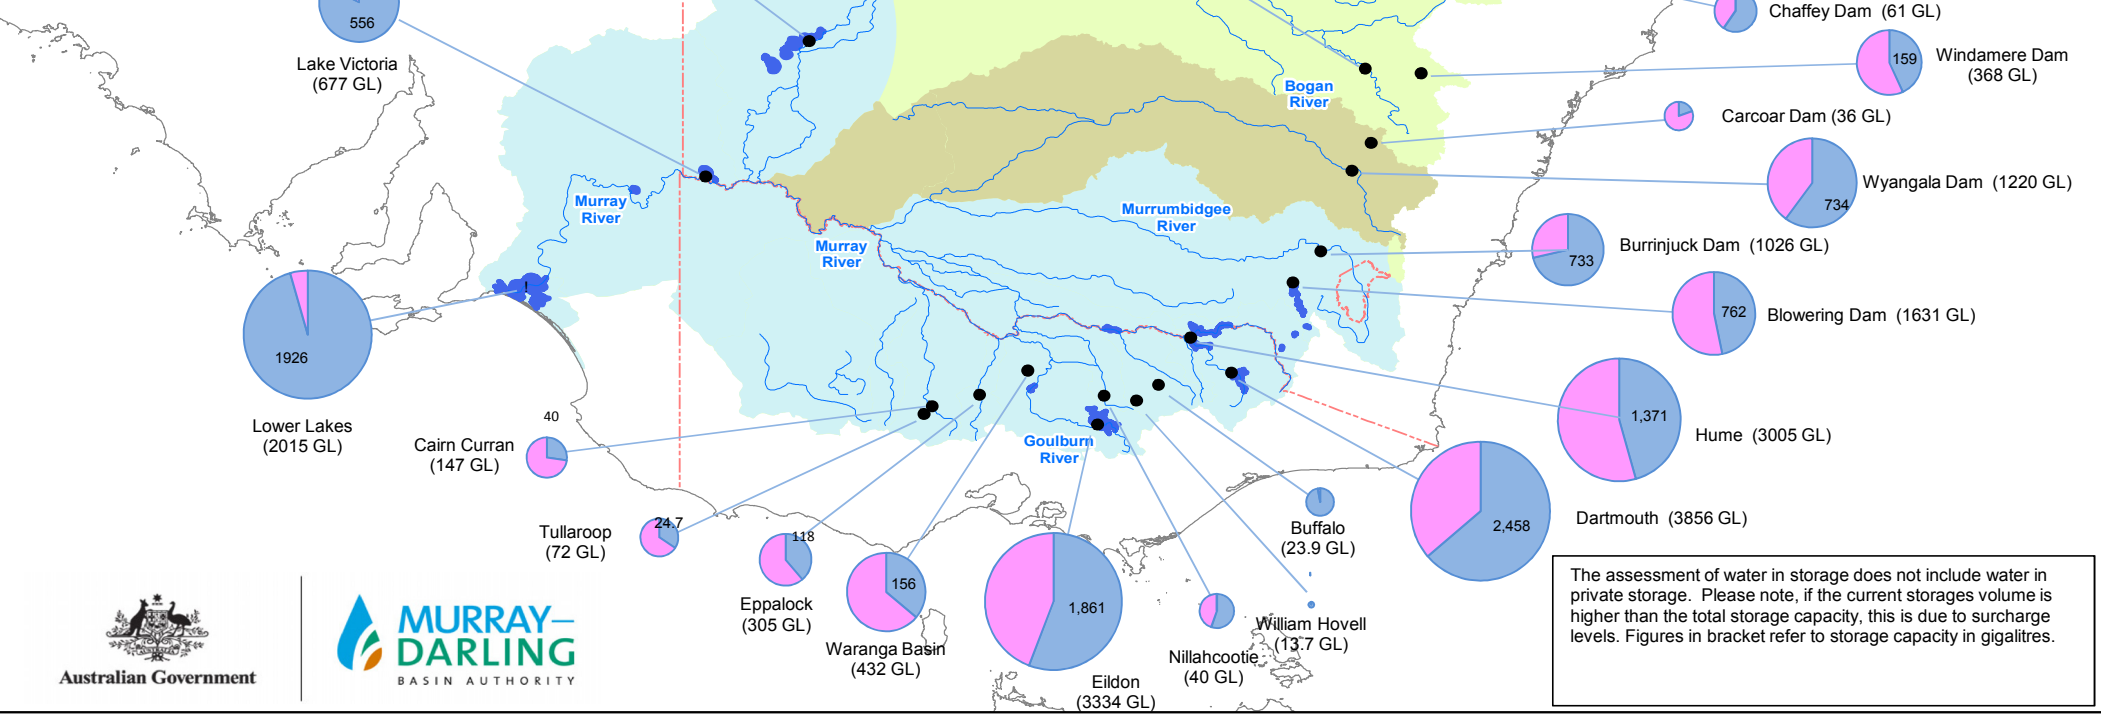 556
Lake Victoria
(677 GL)
Chaffey Dam (61 GL)
159
Windamere Dam
(368 GL)
Bogan
River
Carcoar Dam (36 GL)
Wyangala Dam (1220 GL)
734
Murray
River
Murrumbidgee
River
Murray
River
Burrinjuck Dam (1026 GL)
733
762
Blowering Dam (1631 GL)
1926
Lower Lakes
(2015 GL)
40
Cairn Curran
(147 GL)
Goulburn
River
1,371
Hume (3005 GL)
24.7
Tullaroop
(72 GL)
118
Eppalock
(305 GL)
156
Waranga Basin
(432 GL)
1,861
Eildon
(3334 GL)
Buffalo
(23.9 GL)
William Hovell
(13.7 GL)
Nillahcootie
(40 GL)
2,458
Dartmouth (3856 GL)
The assessment of water in storage does not include water in
private storage. Please note, if the current storages volume is
higher than the total storage capacity, this is due to surcharge
levels. Figures in bracket refer to storage capacity in gigalitres.
Australian Government
MURRAY–
DARLING
BASIN AUTHORITY